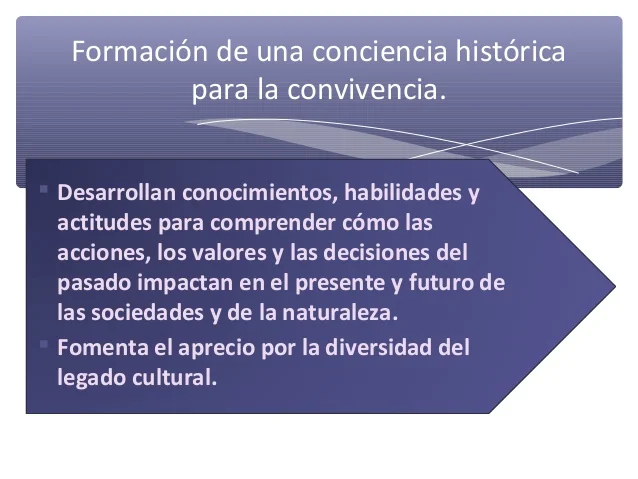 Formación de una conciencia histórica
para la convivencia.
Desarrollan conocimientos, habilidades y
actitudes para comprender cómo las
acciones, los valores y las decisiones del
pasado impactan en el presente y futuro de
las sociedades y de la naturaleza.
Fomenta el aprecio por la diversidad del
legado cultural.